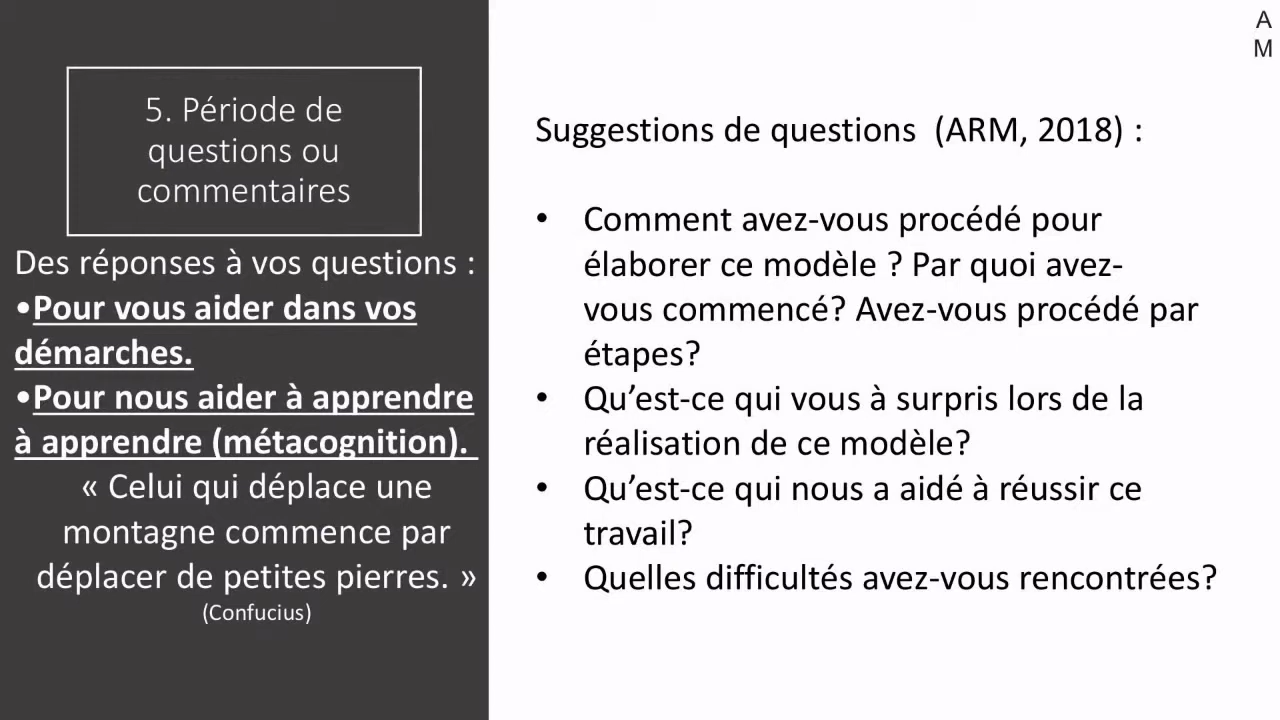 5. Période de
questions ou
commentaires
Des réponses à vos questions :
•Pour vous aider dans vos
démarches.
•Pour nous aider à apprendre
à apprendre (métacognition).
« Celui qui déplace une
montagne commence par
déplacer de petites pierres. »
(Confucius)
A
M
Suggestions de questions  (ARM, 2018) :
• Comment avez-vous procédé pour
élaborer ce modèle ? Par quoi avez-
vous commencé? Avez-vous procédé par
étapes?
• Qu’est-ce qui vous à surpris lors de la
réalisation de ce modèle?
• Qu’est-ce qui nous a aidé à réussir ce
travail?
• Quelles difficultés avez-vous rencontrées?